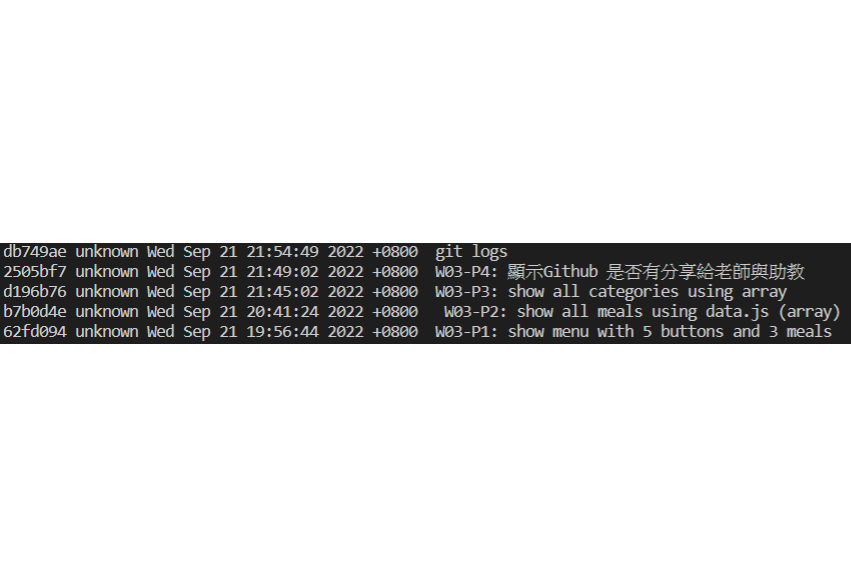 db749ae unknown Wed Sep 21 21:54:49 2022 +0800  git logs
2505bf7 unknown Wed Sep 21 21:49:02 2022 +0800  W03-P4: 顯示Github 是否有分享給老師與助教
d196b76 unknown Wed Sep 21 21:45:02 2022 +0800  W03-P3: show all categories using array
b7b0d4e unknown Wed Sep 21 20:41:24 2022 +0800   W03-P2: show all meals using data.js (array)
62fd094 unknown Wed Sep 21 19:56:44 2022 +0800  W03-P1: show menu with 5 buttons and 3 meals